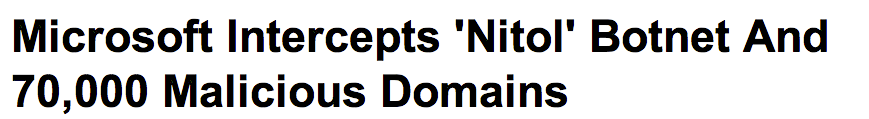 Microsoft Intercepts 'Nitol' Botnet And
70,000 Malicious Domains